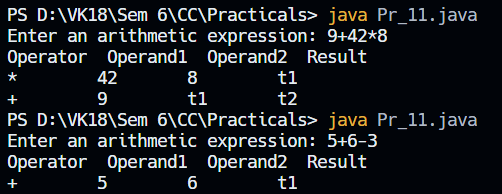 PS D:\VK18\Sem 6\CC\Practicals> java Pr_11.java
Enter an arithmetic expression: 9+42*8
Operator Operand1 Operand2 Result
* 42 8 t1
+ 9 t1 t2
PS D:\VK18\Sem 6\CC\Practicals> java Pr_11.java
Enter an arithmetic expression: 5+6-3
Operator Operand1 Operand2 Result
+ 5 6 t1